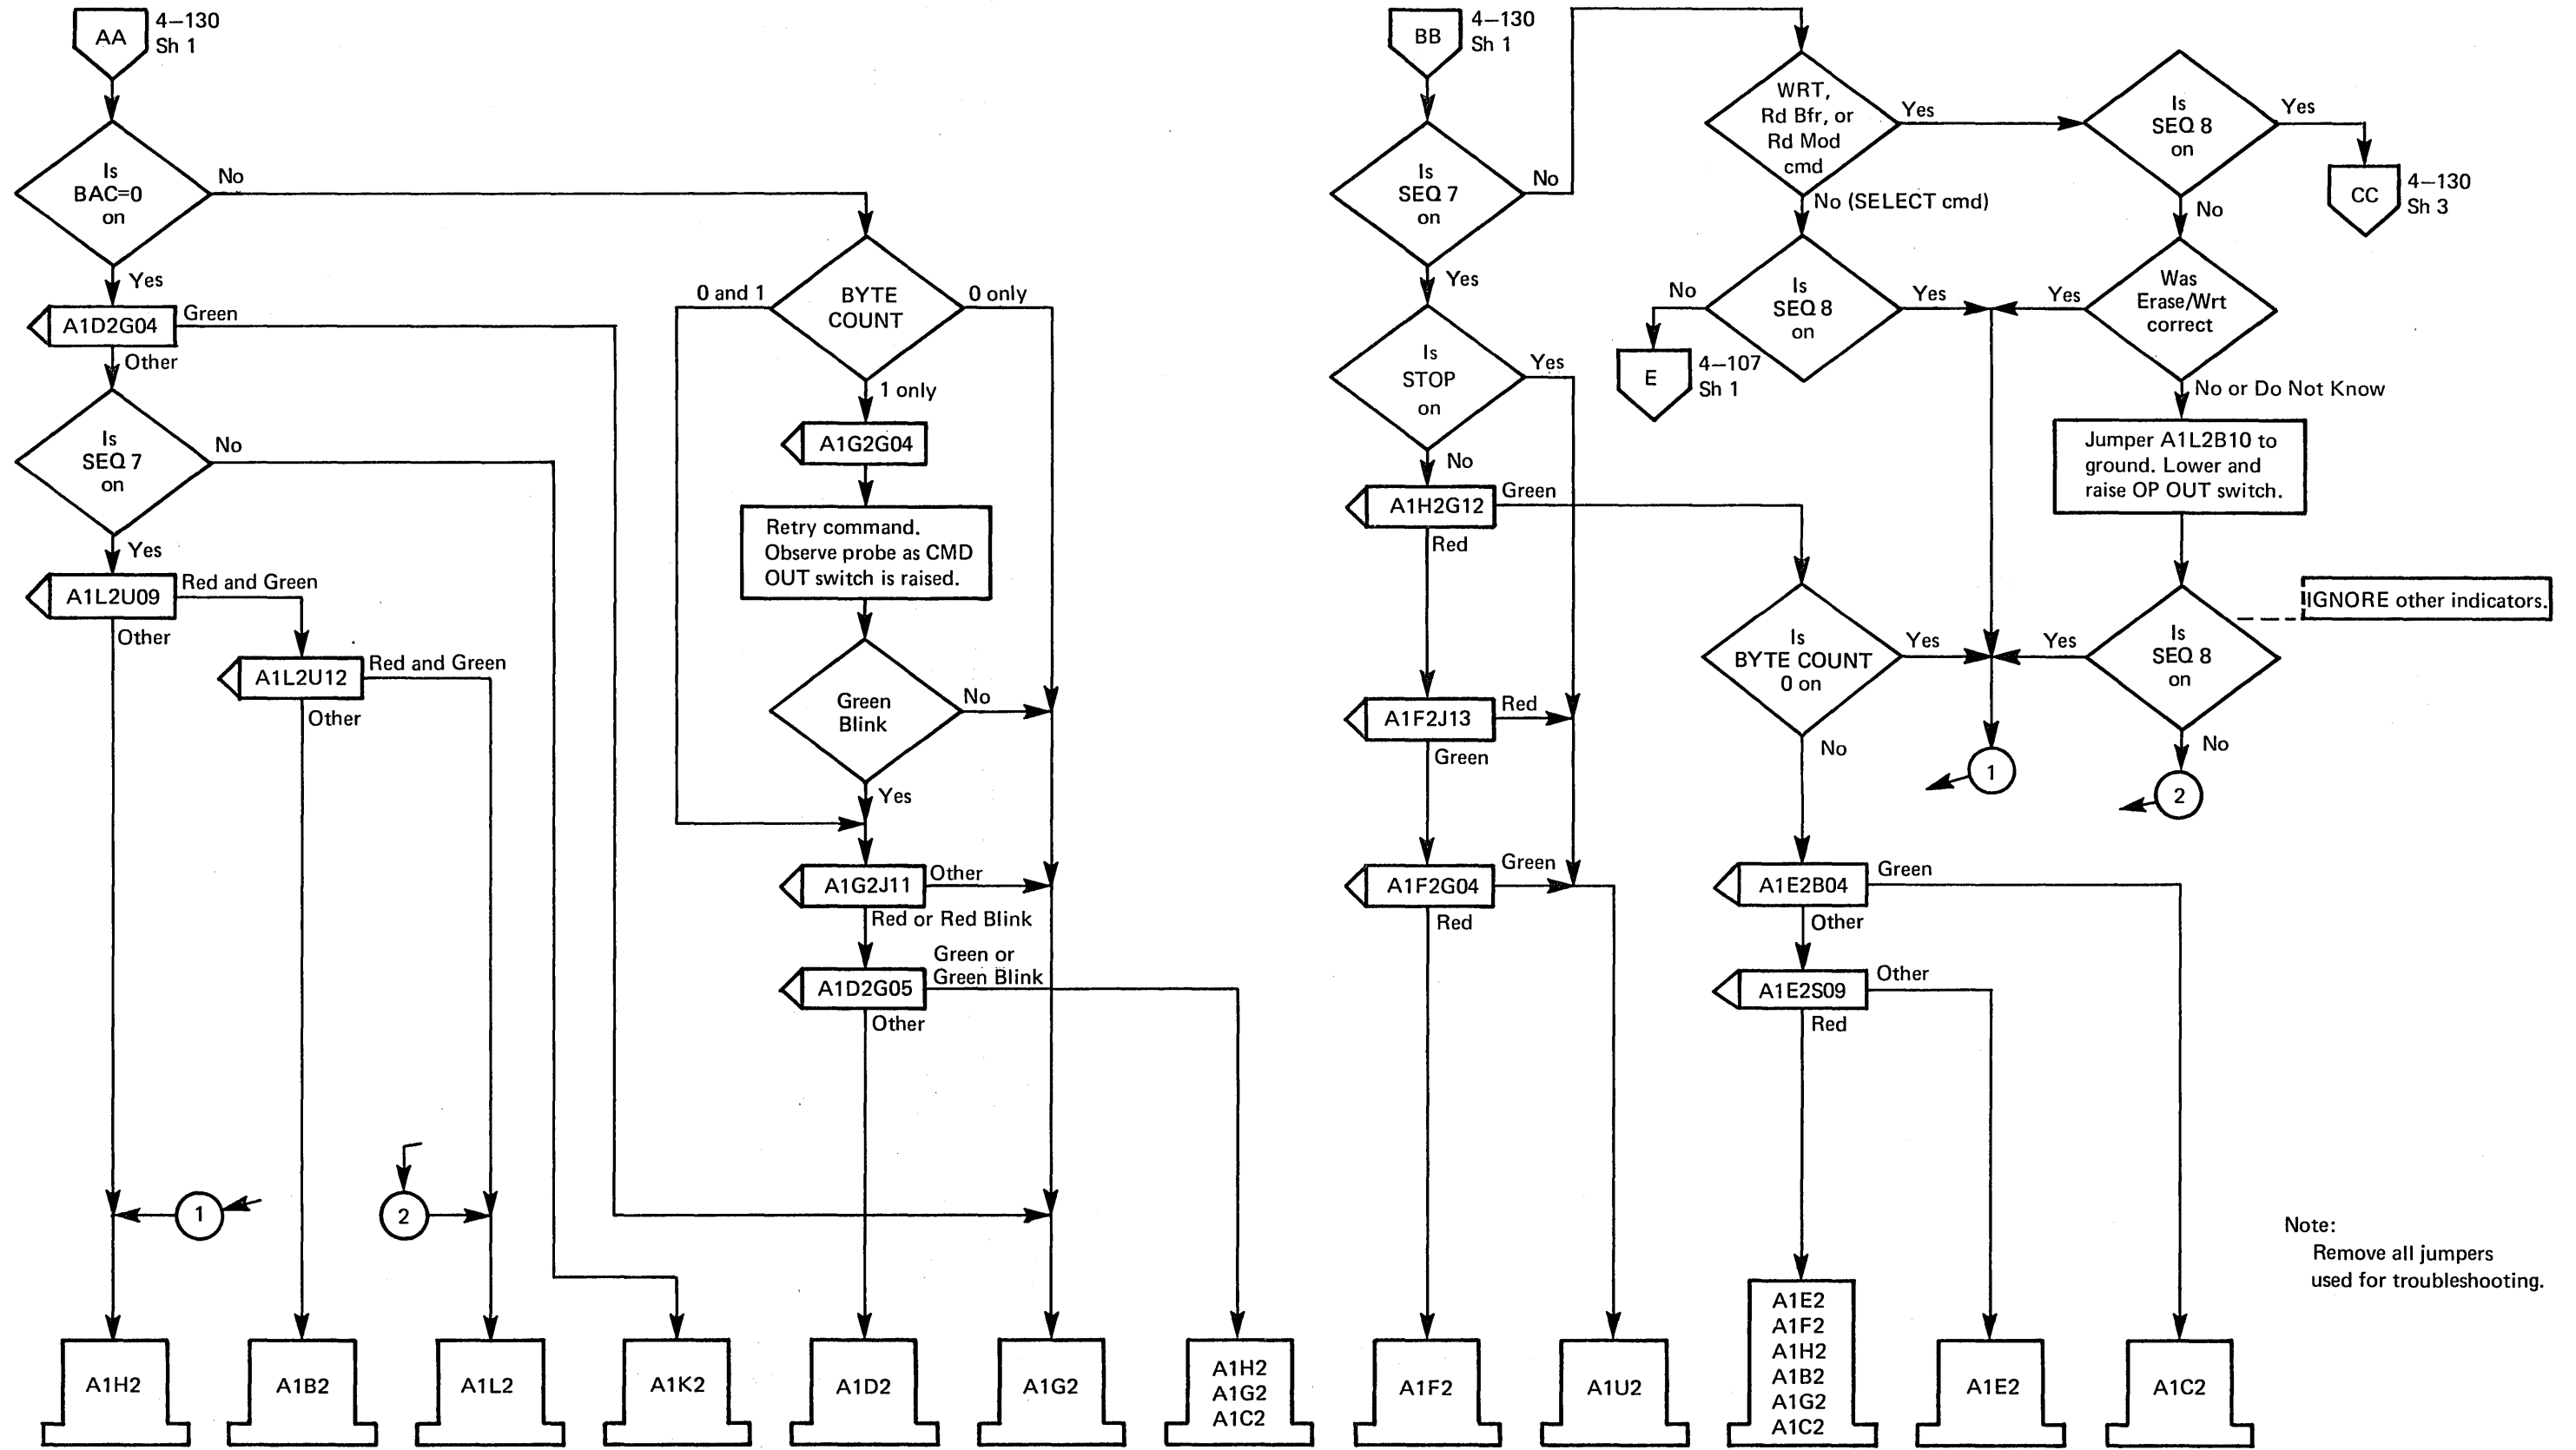 AA
4–130
Sh 1
Is
BAC=0
on
No
Yes
A1D2G04
Green
Other
Is
SEQ 7
on
No
Yes
A1L2U09
Red and Green
Other
A1L2U12
Red and Green
Other
BYTE
COUNT
0 and 1
0 only
1 only
A1G2G04
Retry command.
Observe probe as CMD
OUT switch is raised.
Green
Blink
No
Yes
A1G2J11
Other
Red or Red Blink
A1D2G05
Green or
Green Blink
Other
1
2
A1H2
A1B2
A1L2
A1K2
A1D2
A1G2
A1H2
A1G2
A1C2
BB
4–130
Sh 1
Is
SEQ 7
on
No
Yes
Is
STOP
on
Yes
No
A1H2G12
Green
Red
A1F2J13
Red
Green
A1F2G04
Green
Red
WRT,
Rd Bfr, or
Rd Mod
cmd
Yes
No (SELECT cmd)
Is
SEQ 8
on
Yes
No
CC
4–130
Sh 3
Is
SEQ 8
on
No
Yes
E
4–107
Sh 1
Was
Erase/Wrt
correct
Yes
No or Do Not Know
Jumper A1L2B10 to
ground. Lower and
raise OP OUT switch.
IGNORE other indicators.
Is
SEQ 8
on
Yes
No
Is
BYTE COUNT
0 on
Yes
No
1
2
A1E2B04
Green
Other
A1E2S09
Other
Red
A1F2
A1U2
A1E2
A1F2
A1H2
A1B2
A1G2
A1C2
A1E2
A1C2
Note:
Remove all jumpers
used for troubleshooting.